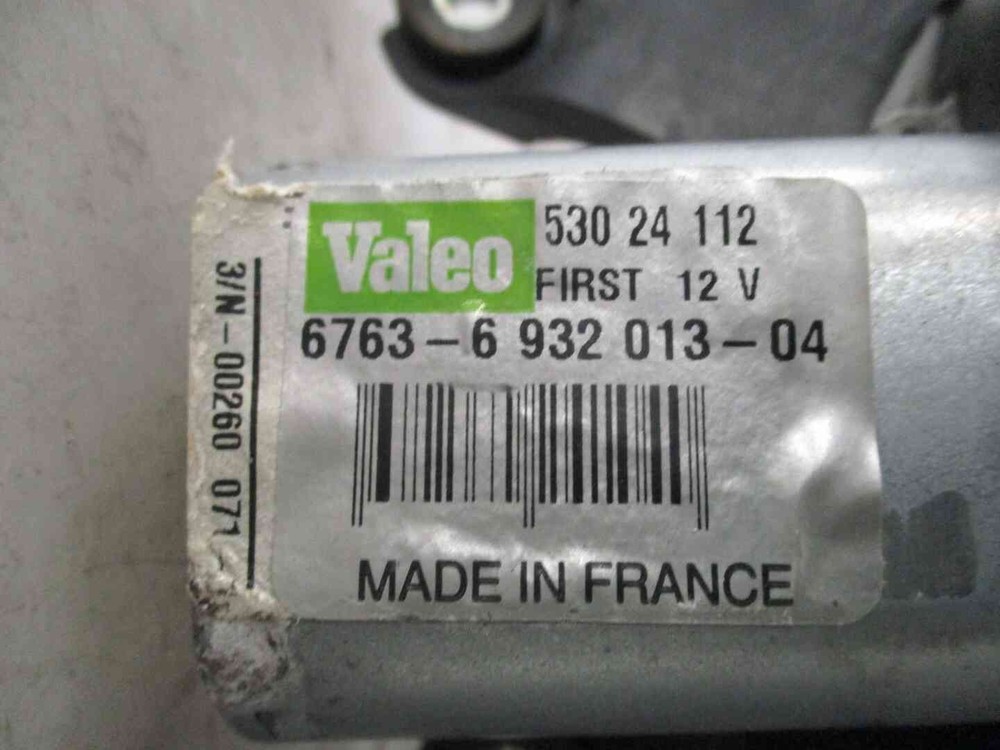 Valeo
530 24 112
FIRST 12 V
6763-6 932 013-04
MADE IN FRANCE
3/N-00260 071